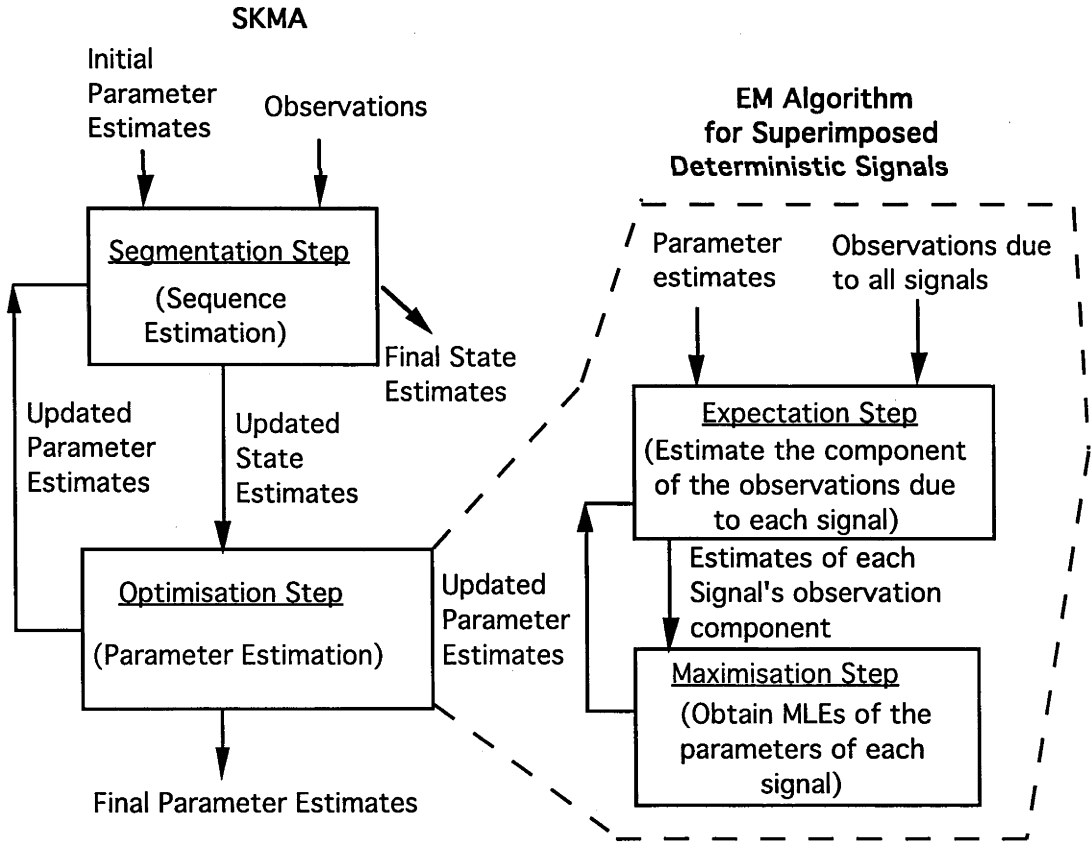 SKMA
Initial
Parameter
Estimates
Observations
Segmentation Step
(Sequence
Estimation)
Final State
Estimates
Updated
Parameter
Estimates
Updated
State
Estimates
Optimisation Step
(Parameter Estimation)
Final Parameter Estimates
EM Algorithm
for Superimposed
Deterministic Signals
Parameter
estimates
Observations due
to all signals
Expectation Step
(Estimate the component
of the observations due
to each signal)
Estimates of each
Signal's observation
component
Updated
Parameter
Estimates
Maximisation Step
(Obtain MLEs of the
parameters of each
signal)